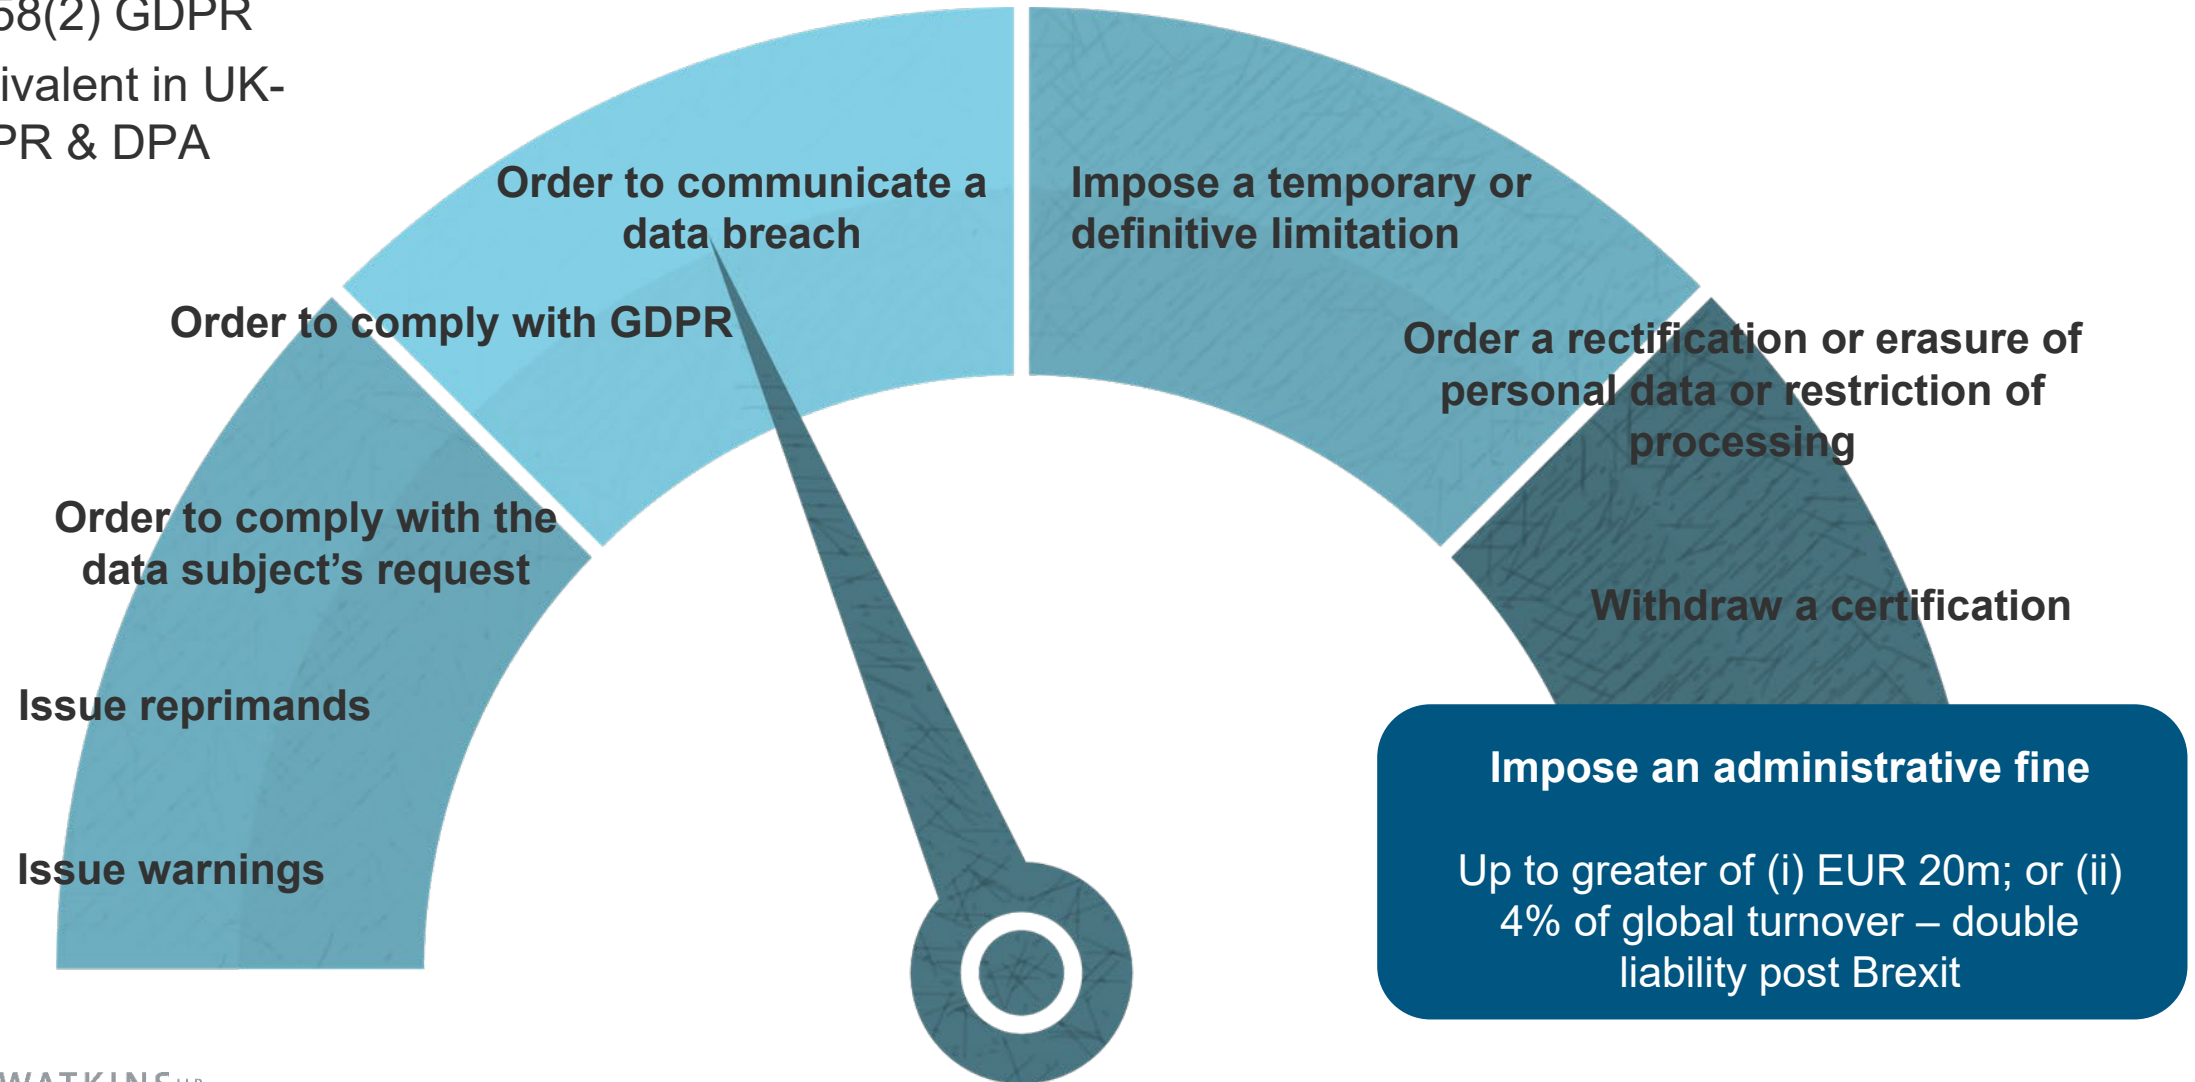 58(2) GDPR
ivalent in UK-
PR & DPA
Order to communicate a
data breach
Impose a temporary or
definitive limitation
Order to comply with GDPR
Order a rectification or erasure of
personal data or restriction of
processing
Order to comply with the
data subject’s request
Withdraw a certification
Issue reprimands
Impose an administrative fine
Issue warnings
Up to greater of (i) EUR 20m; or (ii)
4% of global turnover – double
liability post Brexit
WATKINS LLP